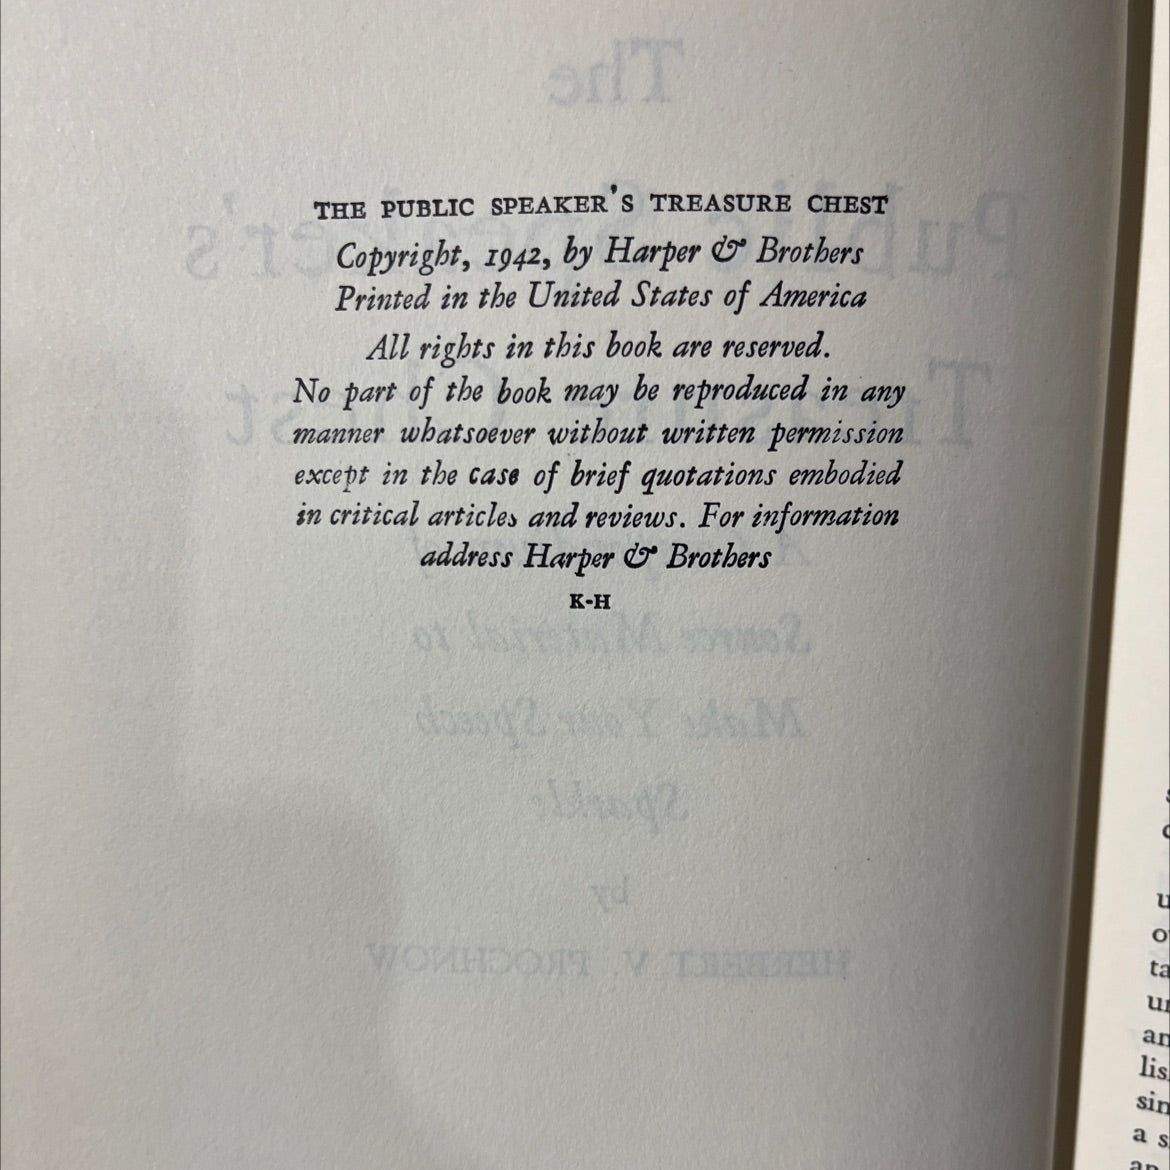 THE PUBLIC SPEAKER'S TREASURE CHEST
Copyright, 1942, by Harper & Brothers
Printed in the United States of America
All rights in this book are reserved.
No part of the book may be reproduced in any
manner whatsoever without written permission
except in the case of brief quotations embodied
in critical articles and reviews. For information
address Harper & Brothers
K-H